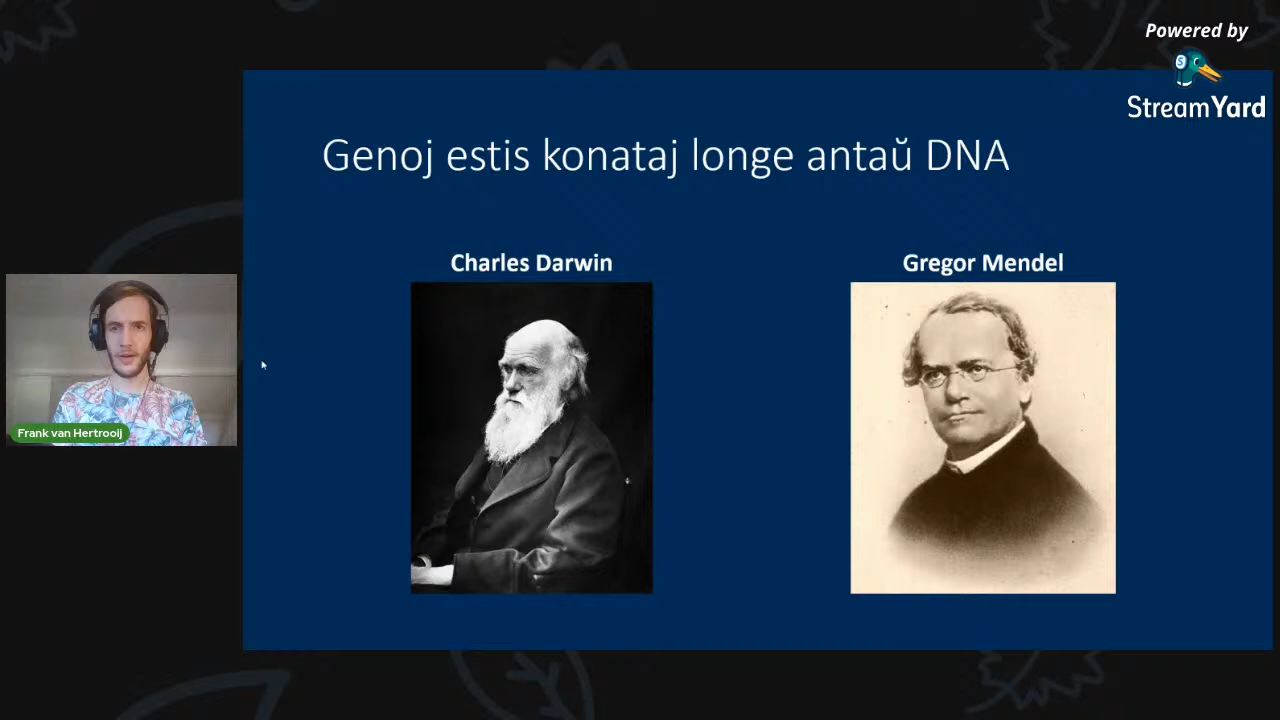 Powered by
StreamYard
Genoj estis konataj longe antaŭ DNA
Charles Darwin
Gregor Mendel
Frank van Hertrooij